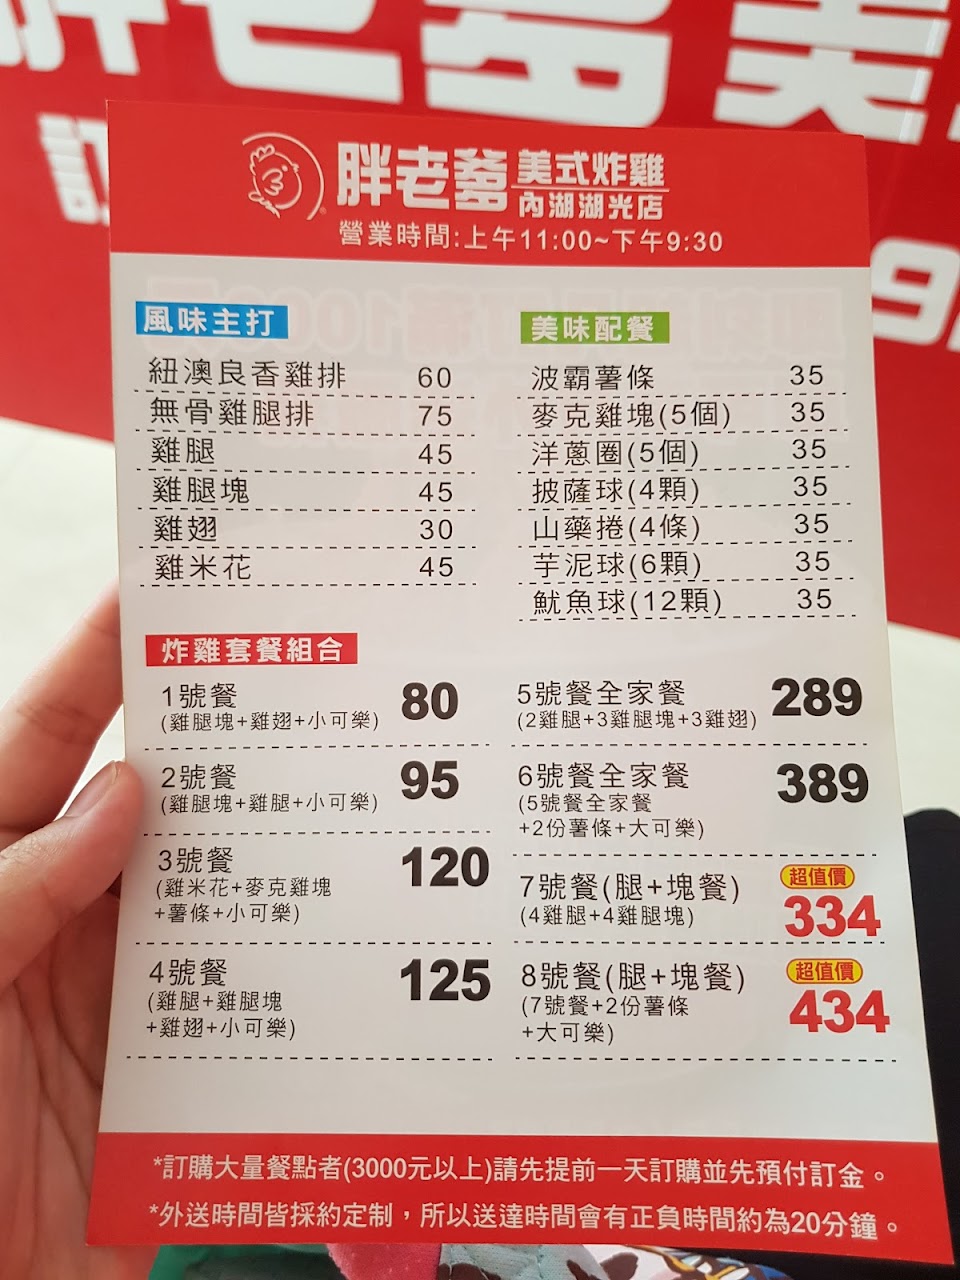 胖老爹美
訂
9
胖老爹 美式炸雞
內湖湖光店
營業時間:上午11:00~下午9:30
風味主打
紐澳良香雞排 60
無骨雞腿排 75
雞腿 45
雞腿塊 45
雞翅 30
雞米花 45
美味配餐
波霸薯條 35
麥克雞塊(5個) 35
洋蔥圈(5個) 35
披薩球(4顆) 35
山藥捲(4條) 35
芋泥球(6顆) 35
魷魚球(12顆) 35
炸雞套餐組合
1號餐 80
(雞腿塊+雞翅+小可樂)
2號餐 95
(雞腿塊+雞腿+小可樂)
3號餐 120
(雞米花+麥克雞塊
+薯條+小可樂)
4號餐 125
(雞腿+雞腿塊
+雞翅+小可樂)
5號餐全家餐 289
(2雞腿+3雞腿塊+3雞翅)
6號餐全家餐 389
(5號餐全家餐
+2份薯條+大可樂)
7號餐(腿+塊餐) 超值價
(4雞腿+4雞腿塊) 334
8號餐(腿+塊餐) 超值價
(7號餐+2份薯條 434
+大可樂)
*訂購大量餐點者(3000元以上)請先提前一天訂購並先預付訂金。
*外送時間皆採約定制，所以送達時間會有正負時間約為20分鐘。